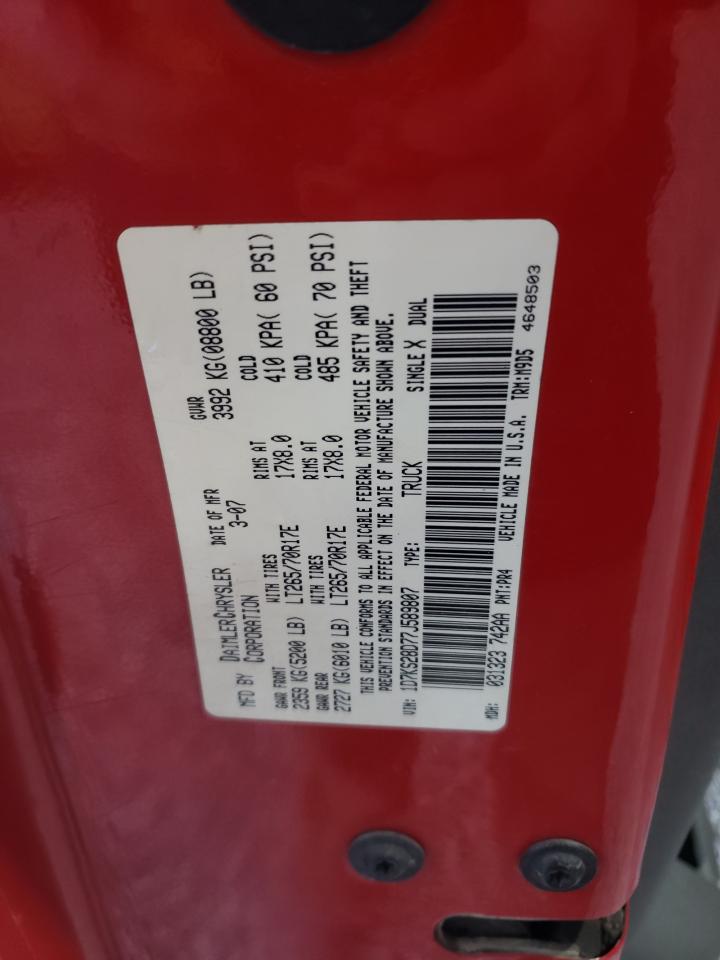 MFD BY DAIMLERCHRYSLER CORPORATION DATE OF MFR 3-07 GVWR 3992 KG(08800 LB)
GAWR FRONT WITH TIRES RIMS AT COLD
2359 KG(5200 LB) LT265/70R17E 17X8.0 410 KPA( 60 PSI)
GAWR REAR WITH TIRES RIMS AT COLD
2727 KG(6010 LB) LT265/70R17E 17X8.0 485 KPA( 70 PSI)
THIS VEHICLE CONFORMS TO ALL APPLICABLE FEDERAL MOTOR VEHICLE SAFETY AND THEFT
PREVENTION STANDARDS IN EFFECT ON THE DATE OF MANUFACTURE SHOWN ABOVE.
VIN: 1D7KS28D77J589807 TYPE: TRUCK SINGLE X DUAL
MDH: 031323 742AA PNT:PR4 VEHICLE MADE IN U.S.A. TRM:M9D5 4648503